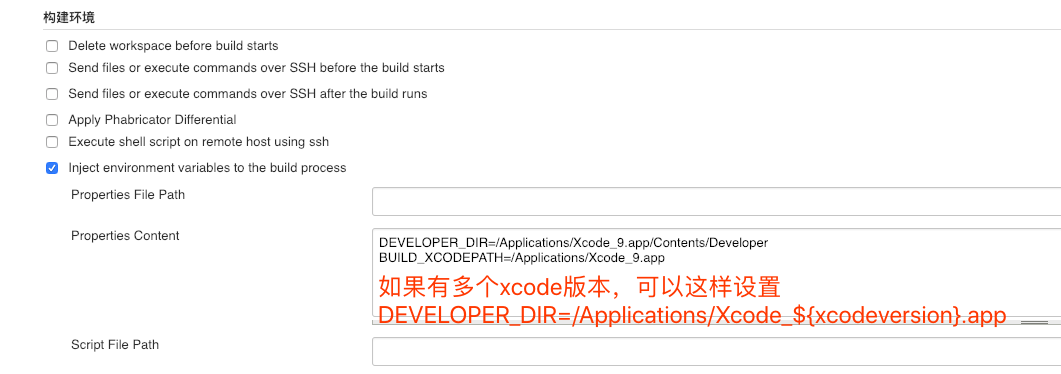 构建环境
Delete workspace before build starts
Send files or execute commands over SSH before the build starts
Send files or execute commands over SSH after the build runs
Apply Phabricator Differential
Execute shell script on remote host using ssh
Inject environment variables to the build process
Properties File Path
Properties Content
DEVELOPER_DIR=/Applications/Xcode_9.app/Contents/Developer
BUILD_XCODEPATH=/Applications/Xcode_9.app
如果有多个xcode版本，可以这样设置
DEVELOPER_DIR=/Applications/Xcode_${xcodeversion}.app
Script File Path